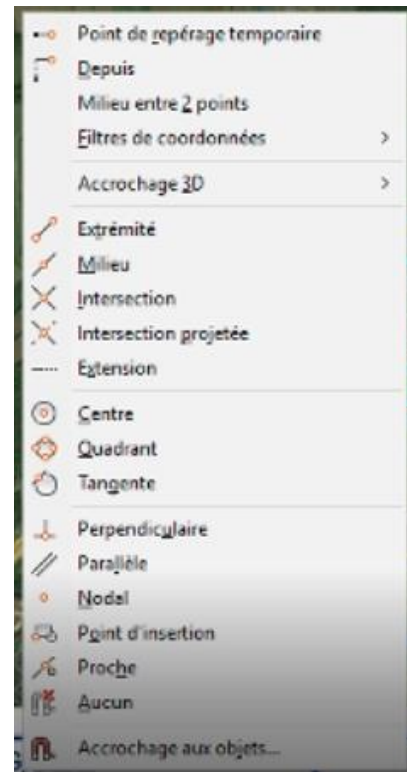 Point de repérage temporaire
Depuis
Milieu entre 2 points
Filtres de coordonnées
Accrochage 3D
Extrémité
Milieu
Intersection
Intersection projetée
Extension
Centre
Quadrant
Tangente
Perpendiculaire
Parallèle
Nodal
Point d'insertion
Proche
Aucun
Accrochage aux objets...